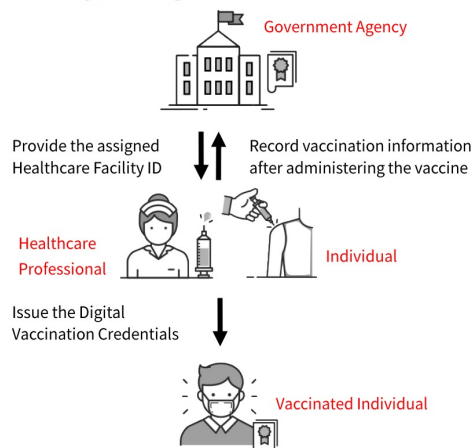 Government Agency
Provide the assigned
Healthcare Facility ID
Record vaccination information
after administering the vaccine
Healthcare
Professional
Individual
Issue the Digital
Vaccination Credentials
Vaccinated Individual